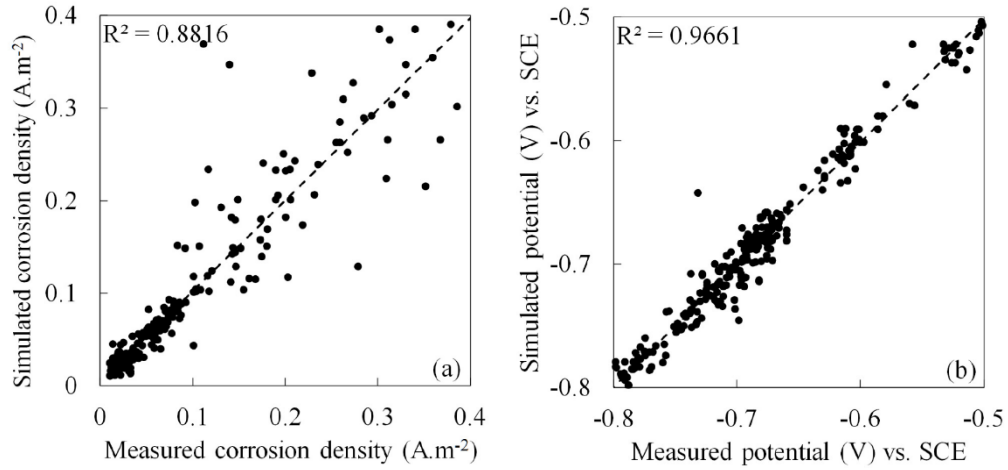 R² = 0.8816
Simulated corrosion density (A.m-2)
0.4
0.3
0.2
0.1
0
0 0.1 0.2 0.3 0.4
(a)
Measured corrosion density (A.m-2)
R² = 0.9661
Simulated potential (V) vs. SCE
-0.5
-0.6
-0.7
-0.8
-0.8 -0.7 -0.6 -0.5
(b)
Measured potential (V) vs. SCE